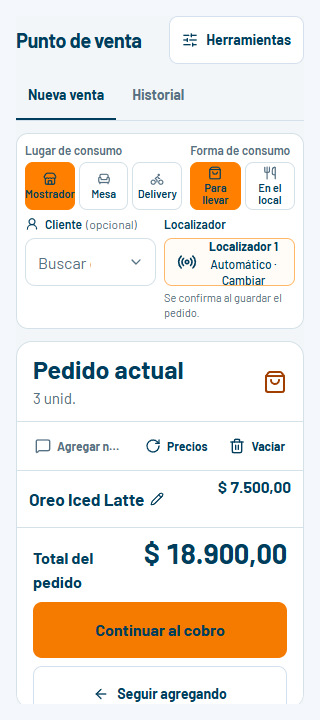 Punto de venta
Herramientas
Nueva venta
Historial
Lugar de consumo
Forma de consumo
Mostrador
Mesa
Delivery
Para
llevar
En el
local
Cliente (opcional)
Localizador
Buscar
Localizador 1
Automático ·
Cambiar
Se confirma al guardar el
pedido.
Pedido actual
3 unid.
Agregar n...
Precios
Vaciar
$ 7.500,00
Oreo Iced Latte
Total del
pedido
$ 18.900,00
Continuar al cobro
Seguir agregando